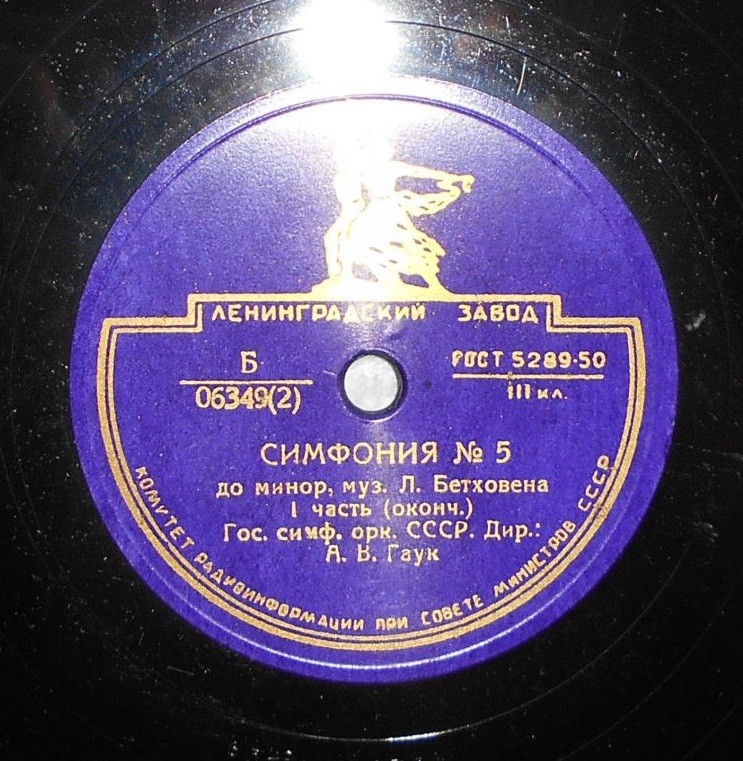 ЛЕНИНГРАДСКИЙ ЗАВОД
Б
06349(2)
ГОСТ 5289-50
III кл.
СИМФОНИЯ № 5
до минор, муз. Л. Бетховена
I часть (оконч.)
Гос. симф. орк. СССР. Дир.:
А. В. Гаук
КОМИТЕТ РАДИОИНФОРМАЦИИ ПРИ СОВЕТЕ МИНИСТРОВ СССР